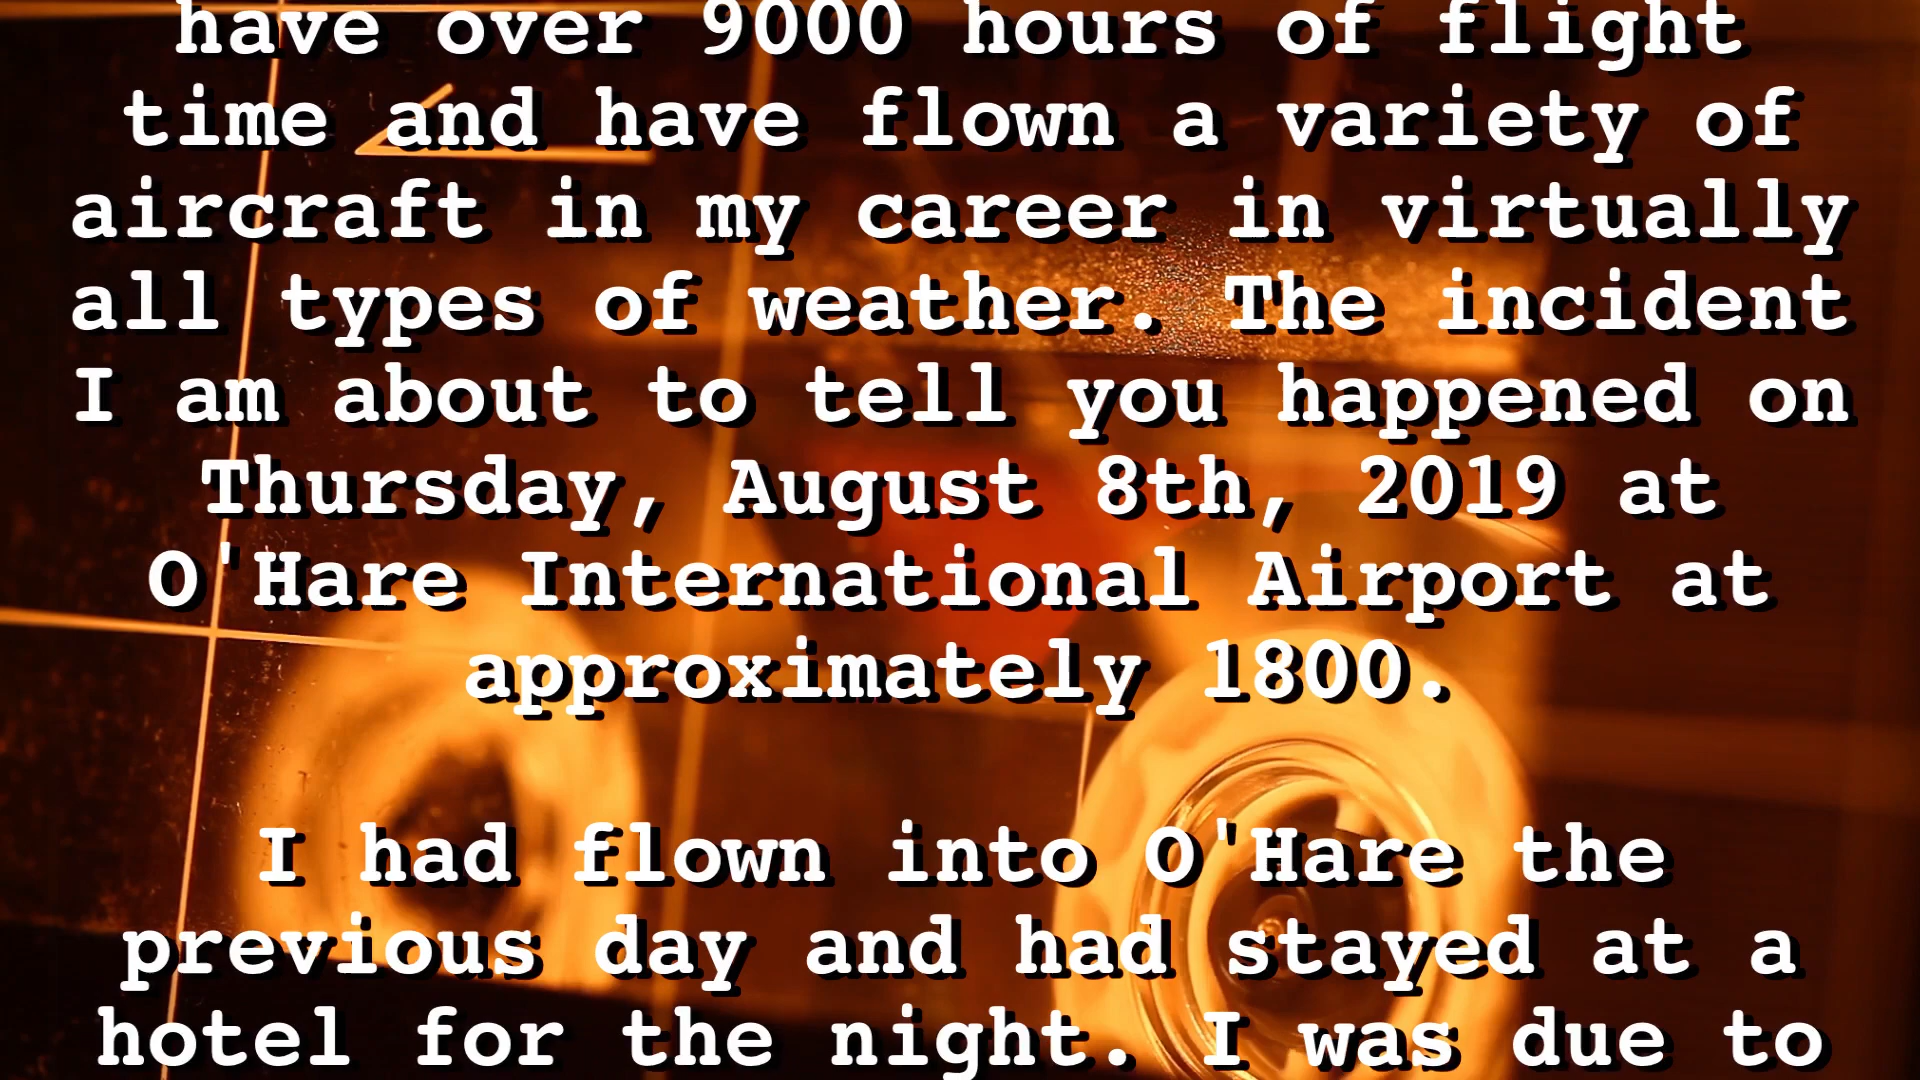 have over 9000 hours of flight
time and have flown a variety of
aircraft in my career in virtually
all types of weather. The incident
I am about to tell you happened on
Thursday, August 8th, 2019 at
O'Hare International Airport at
approximately 1800.
I had flown into O'Hare the
previous day and had stayed at a
hotel for the night. I was due to